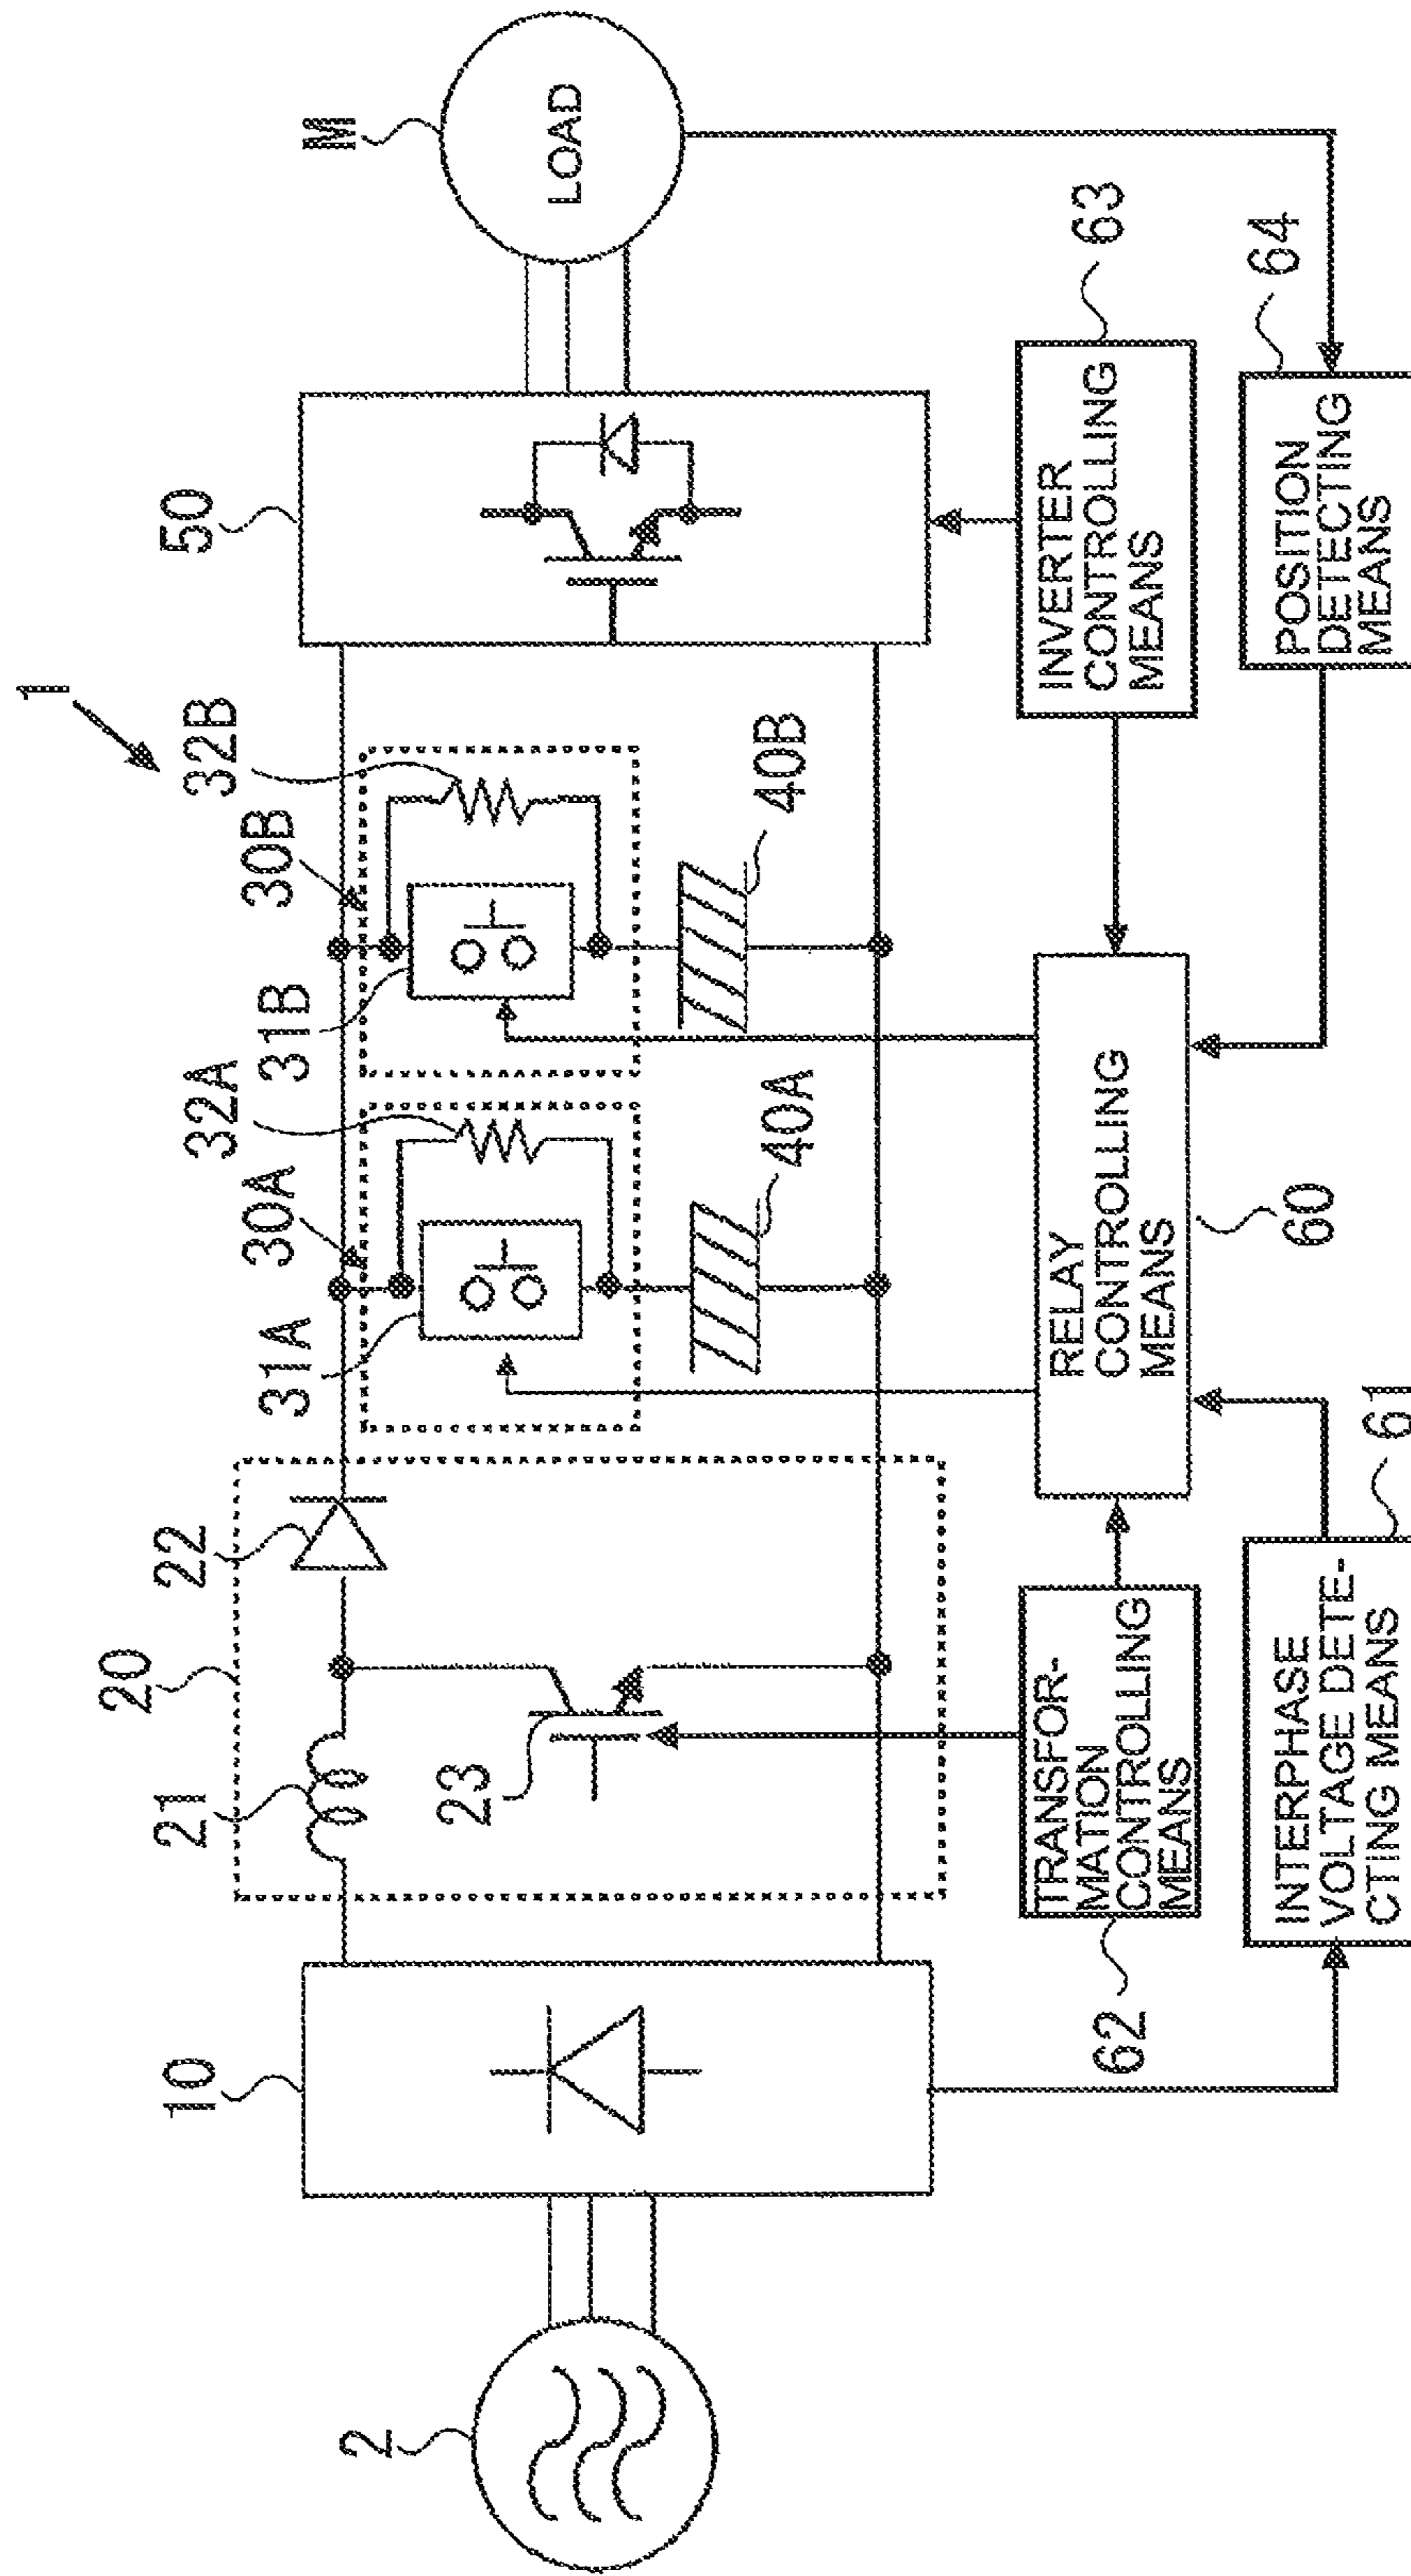 1
2
10
20
21
22
23
30A
31A
32A
30B
31B
32B
40A
40B
50
M
LOAD
TRANSFOR-
MATION
CONTROLLING
MEANS
62
RELAY
CONTROLLING
MEANS
60
INVERTER
CONTROLLING
MEANS
63
INTERPHASE
VOLTAGE DETE-
CTING MEANS
61
POSITION
DETECTING
MEANS
64